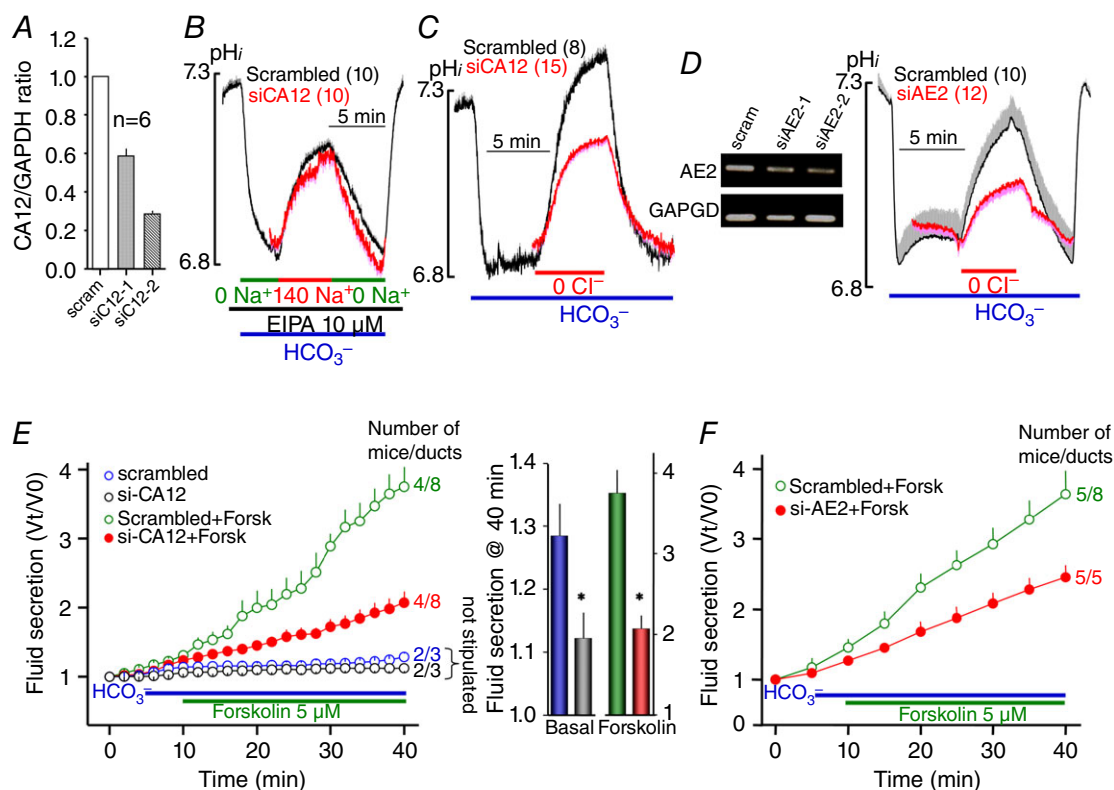 A
CA12/GAPDH ratio
1.2
1.0
0.8
0.6
0.4
0.2
0.0
n=6
scram
siC12-1
siC12-2
B
pHi
7.3
6.8
Scrambled (10)
siCA12 (10)
5 min
0 Na⁺ 140 Na⁺ 0 Na⁺
EIPA 10 µM
HCO₃⁻
C
pHi
7.3
6.8
Scrambled (8)
siCA12 (15)
5 min
0 Cl⁻
HCO₃⁻
D
scram
siAE2-1
siAE2-2
AE2
GAPGD
pHi
7.3
6.8
Scrambled (10)
siAE2 (12)
5 min
0 Cl⁻
HCO₃⁻
E
Fluid secretion (Vt/V0)
4
3
2
1
0
scrambled
si-CA12
Scrambled+Forsk
si-CA12+Forsk
Number of
mice/ducts
4/8
4/8
2/3
2/3
not stipulated
HCO₃⁻
Forskolin 5 µM
0 10 20 30 40
Time (min)
Fluid secretion @ 40 min
1.4
1.3
1.1
1.0
4
3
2
1
*
*
Basal
Forskolin
F
Fluid secretion (Vt/V0)
4
3
2
1
0
Scrambled+Forsk
si-AE2+Forsk
Number of
mice/ducts
5/8
5/5
HCO₃⁻
Forskolin 5 µM
0 10 20 30 40
Time (min)